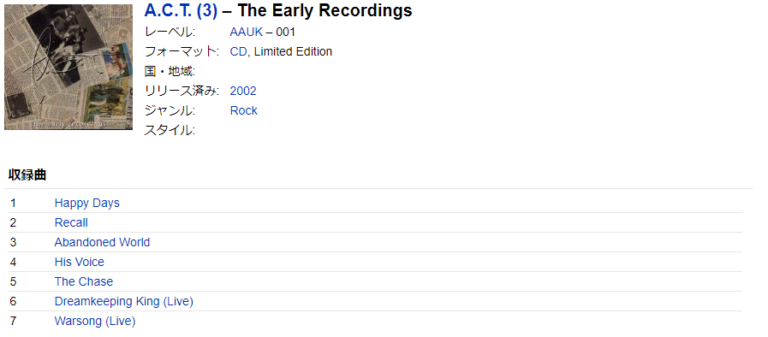 A.C.T. (3) – The Early Recordings
レーベル: AAUK – 001
フォーマット: CD, Limited Edition
国・地域:
リリース済み: 2002
ジャンル: Rock
スタイル:
収録曲
1 Happy Days
2 Recall
3 Abandoned World
4 His Voice
5 The Chase
6 Dreamkeeping King (Live)
7 Warsong (Live)